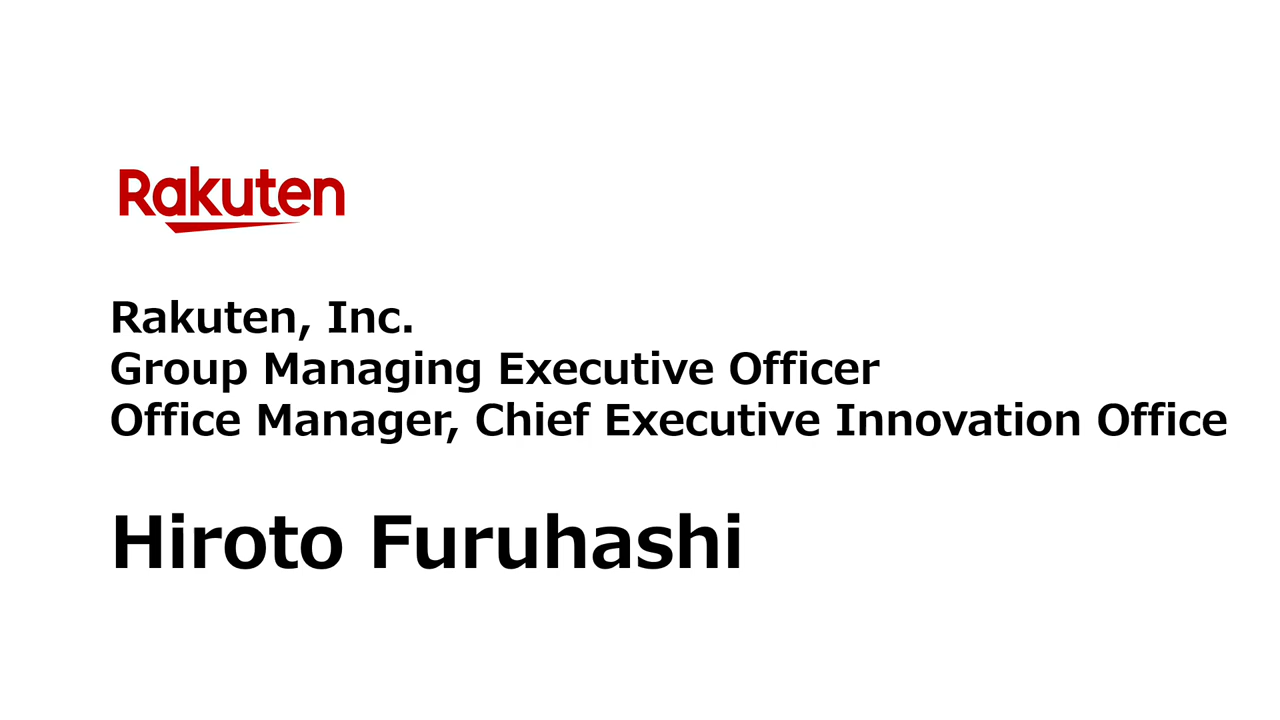 Rakuten
Rakuten, Inc.
Group Managing Executive Officer
Office Manager, Chief Executive Innovation Office
Hiroto Furuhashi